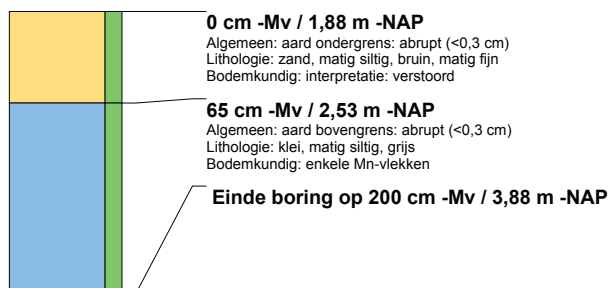 0 cm -Mv / 1,88 m -NAP
Algemeen: aard ondergrens: abrupt (<0,3 cm)
Lithologie: zand, matig siltig, bruin, matig fijn
Bodemkundig: interpretatie: verstoord
65 cm -Mv / 2,53 m -NAP
Algemeen: aard bovengrens: abrupt (<0,3 cm)
Lithologie: klei, matig siltig, grijs
Bodemkundig: enkele Mn-vlekken
Einde boring op 200 cm -Mv / 3,88 m -NAP